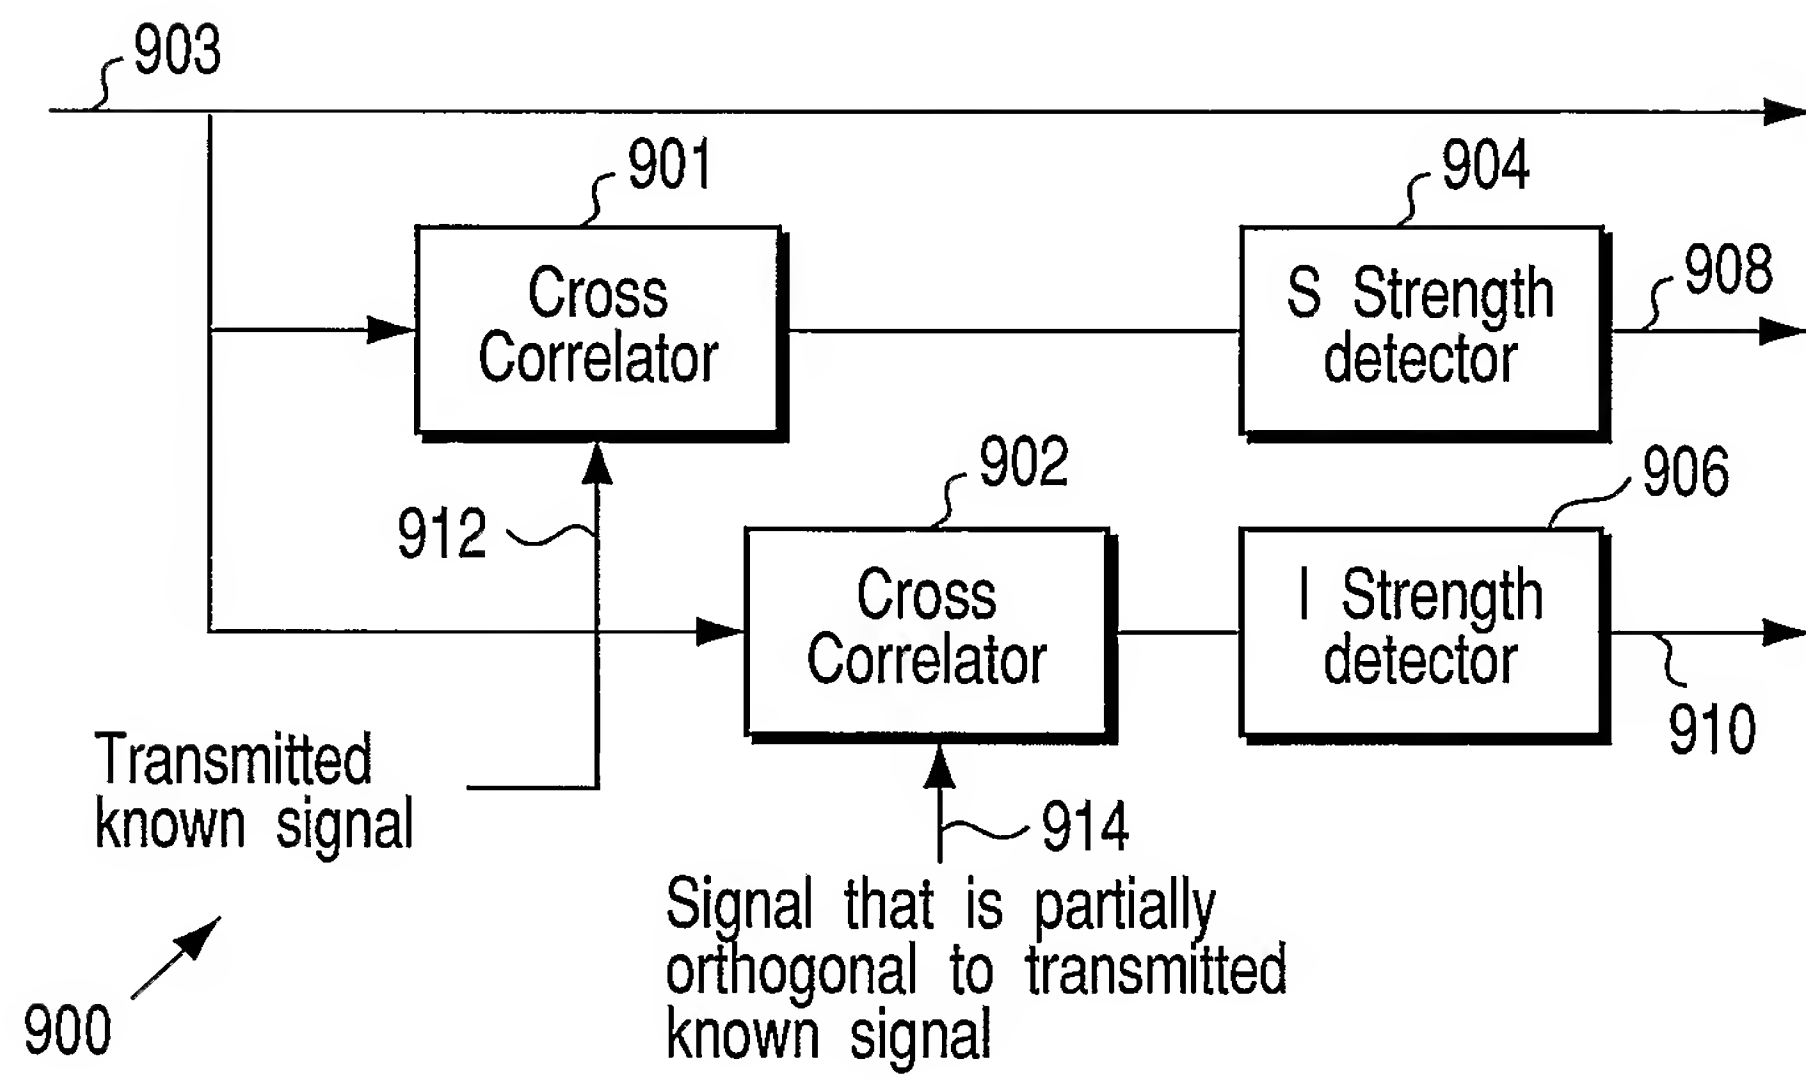 903
901
904
Cross
Correlator
S Strength
detector
908
902
906
912
Cross
Correlator
I Strength
detector
910
Transmitted
known signal
914
Signal that is partially
orthogonal to transmitted
known signal
900